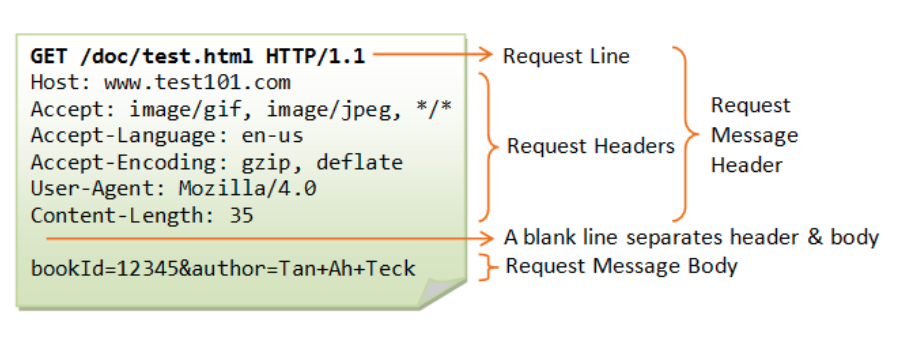 GET /doc/test.html HTTP/1.1
Request Line
Host: www.test101.com
Accept: image/gif, image/jpeg, */*
Accept-Language: en-us
Accept-Encoding: gzip, deflate
User-Agent: Mozilla/4.0
Content-Length: 35
Request Headers
Request
Message
Header
A blank line separates header & body
bookId=12345&author=Tan+Ah+Teck
Request Message Body